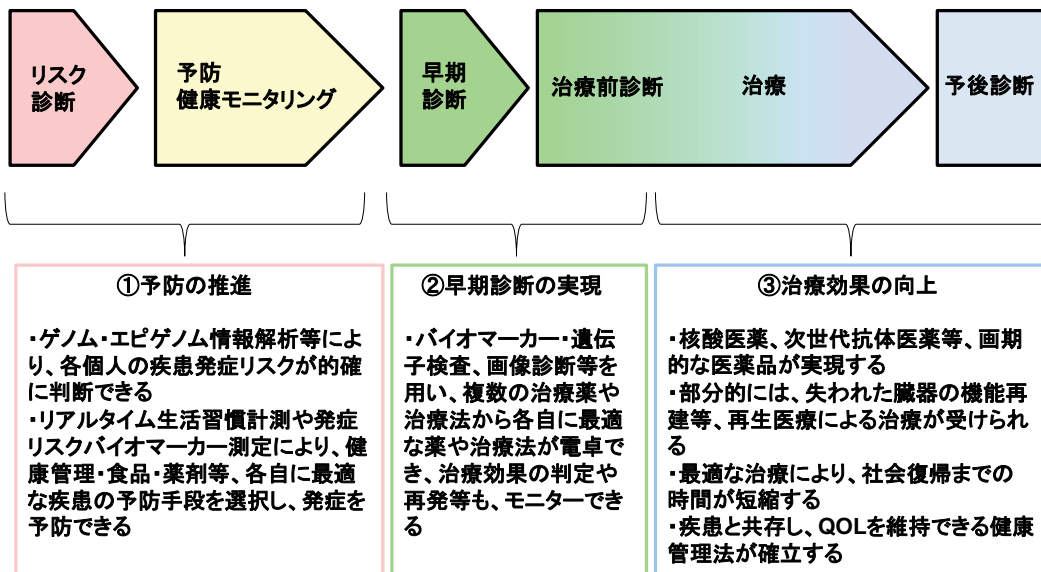 リスク
診断
予防
健康モニタリング
早期
診断
治療前診断
治療
予後診断
①予防の推進
・ゲノム・エピゲノム情報解析等によ
り、各個人の疾患発症リスクが的確
に判断できる
・リアルタイム生活習慣計測や発症
リスクバイオマーカー測定により、健
康管理・食品・薬剤等、各自に最適
な疾患の予防手段を選択し、発症を
予防できる
②早期診断の実現
・バイオマーカー・遺伝
子検査、画像診断等を
用い、複数の治療薬や
治療法から各自に最適
な薬や治療法が電卓で
き、治療効果の判定や
再発等も、モニターでき
る
③治療効果の向上
・核酸医薬、次世代抗体医薬等、画期
的な医薬品が実現する
・部分的には、失われた臓器の機能再
建等、再生医療による治療が受けられ
る
・最適な治療により、社会復帰までの
時間が短縮する
・疾患と共存し、QOLを維持できる健康
管理法が確立する